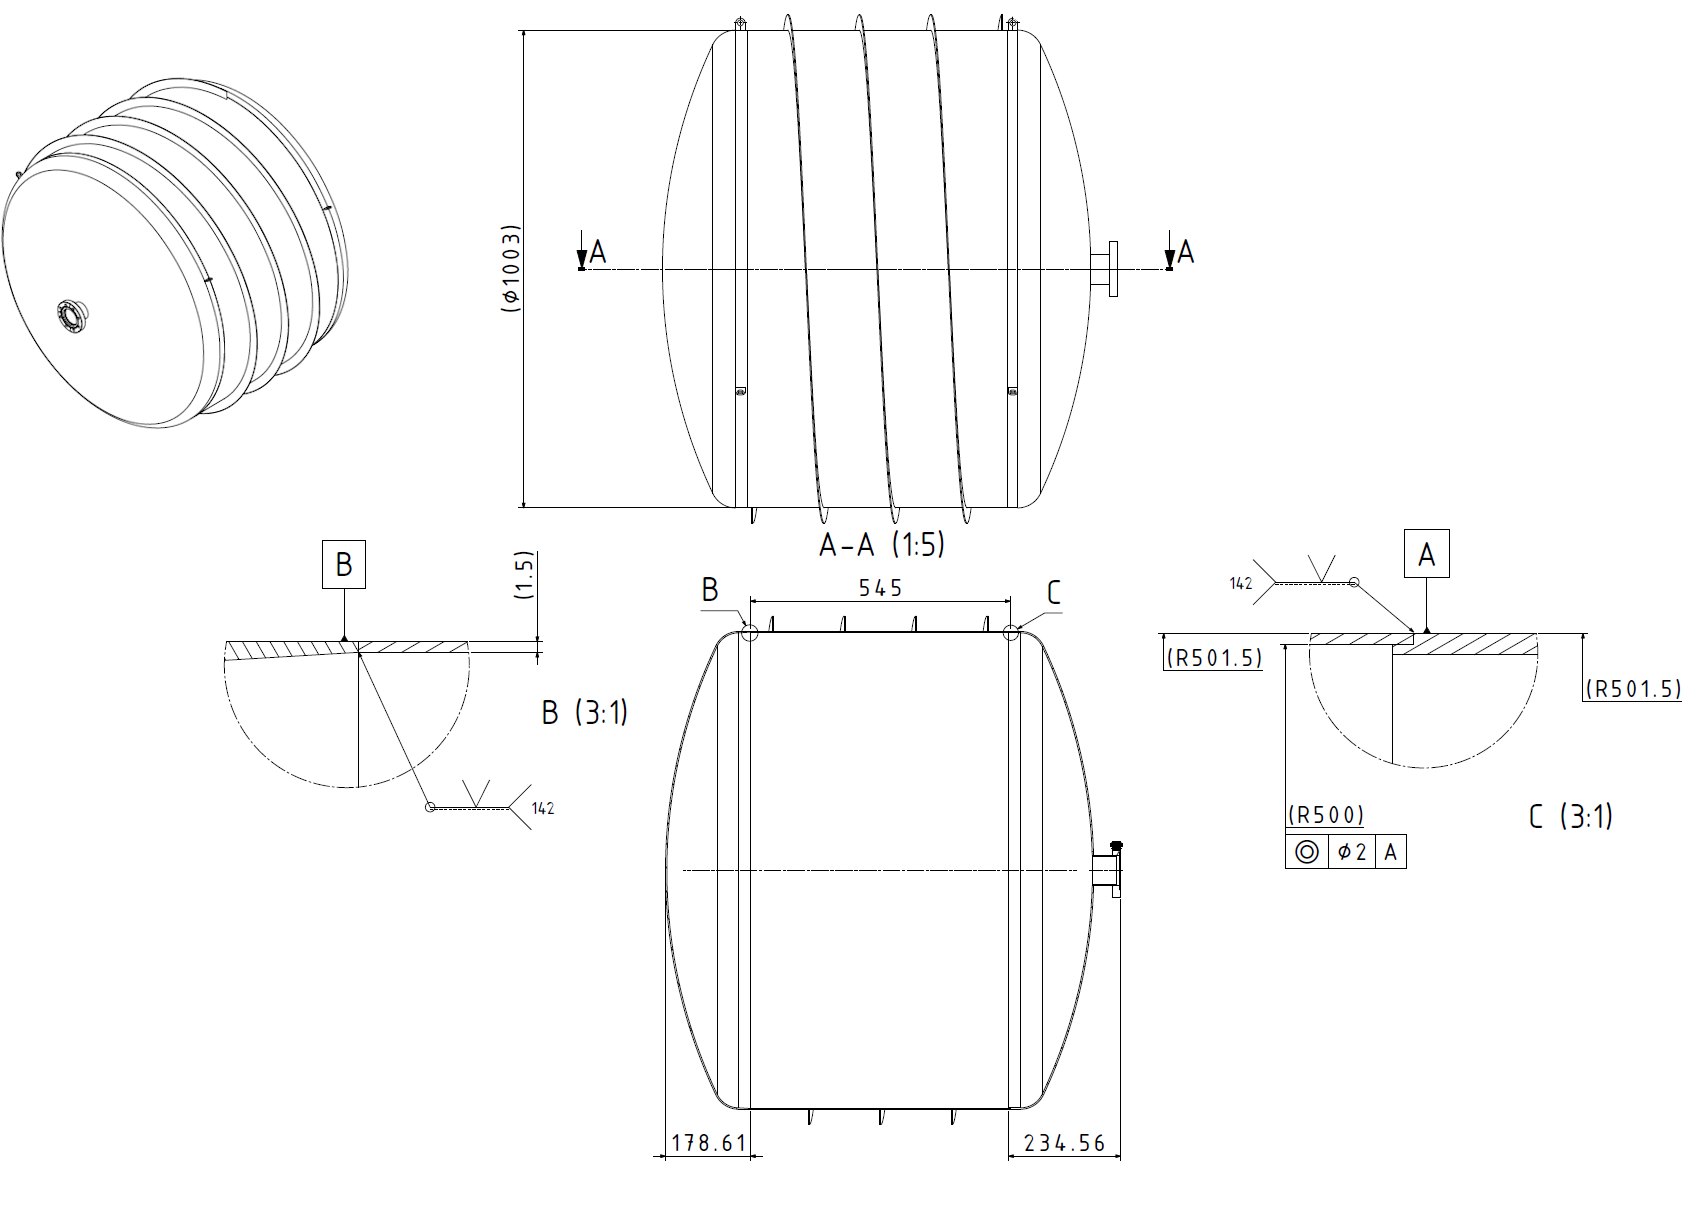 (ϕ1003)
A
A
A-A (1:5)
545
B
C
B
(1.5)
B (3:1)
142
A
142
(R501.5)
(R501.5)
(R500)
◎ ϕ2 A
C (3:1)
178.61
234.56